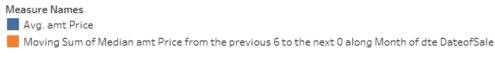 Measure Names
Avg. amt Price
Moving Sum of Median amt Price from the previous 6 to the next 0 along Month of dte DateofSale